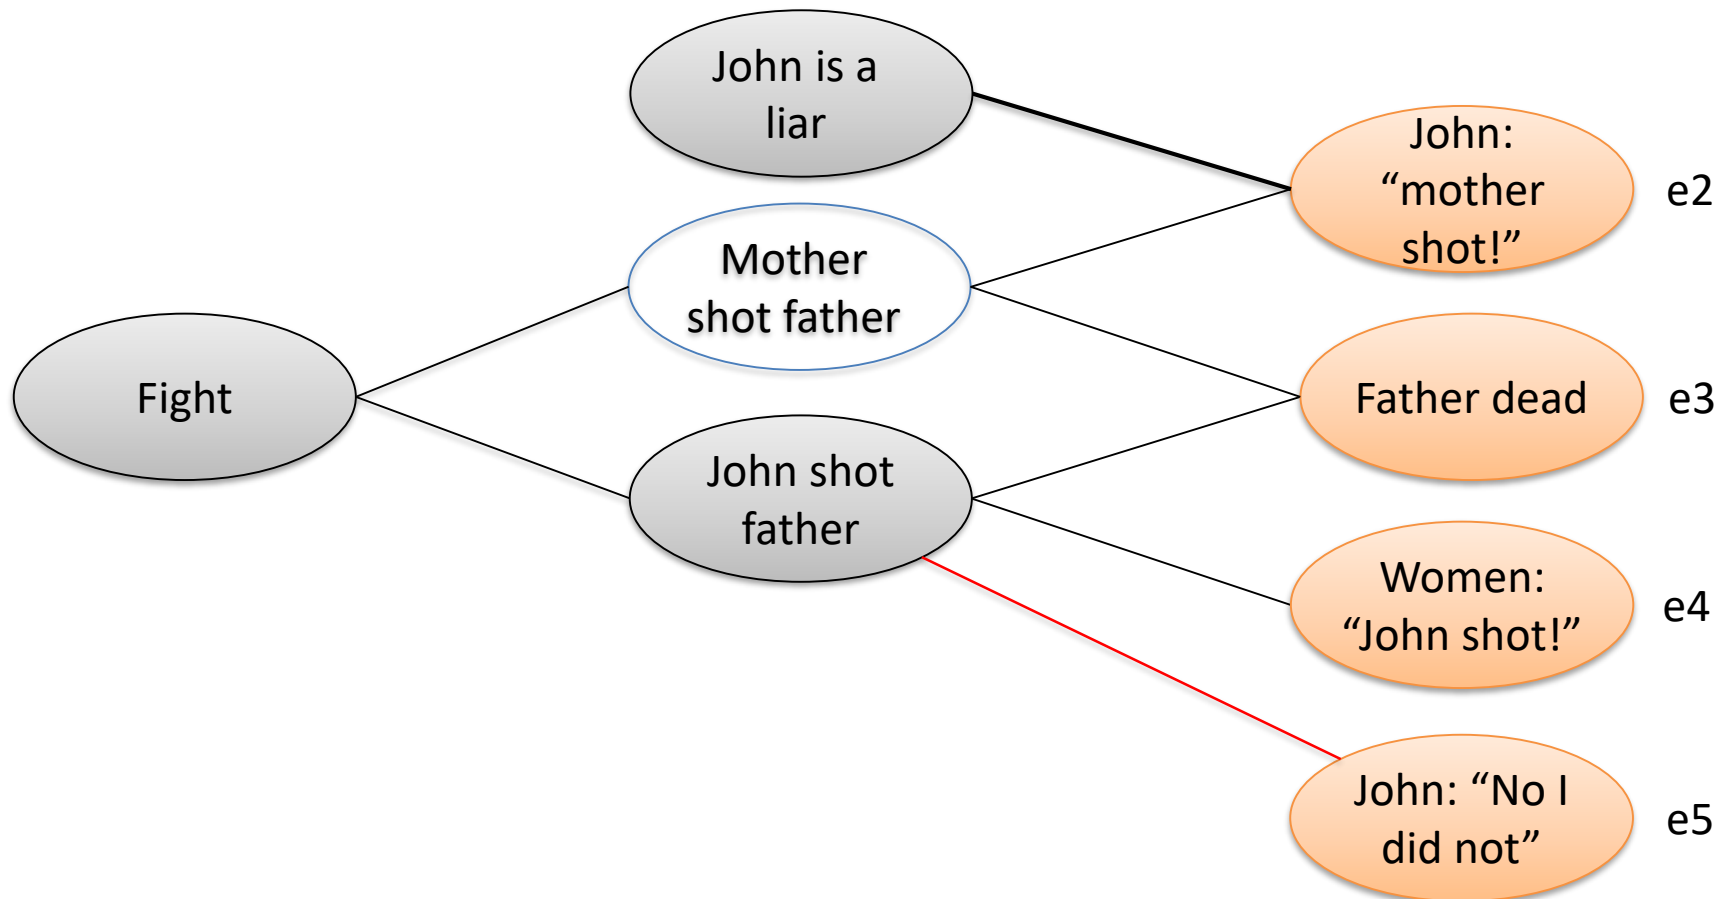 John is a
liar
John:
“mother
shot!”
e2
Mother
shot father
Fight
Father dead
e3
John shot
father
Women:
“John shot!”
e4
John: “No I
did not”
e5